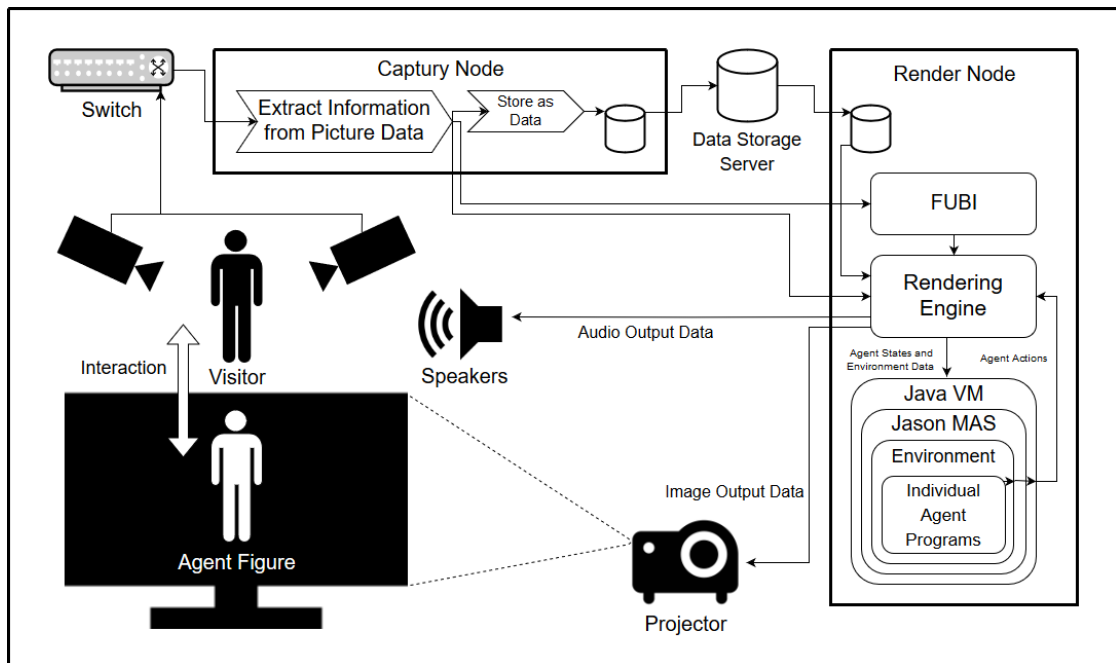 Captury Node
Render Node
Switch
Extract Information
from Picture Data
Store as
Data
Data Storage
Server
FUBI
Rendering
Engine
Audio Output Data
Speakers
Interaction
Visitor
Agent States and
Environment Data
Agent Actions
Java VM
Jason MAS
Environment
Individual
Agent
Programs
Image Output Data
Agent Figure
Projector